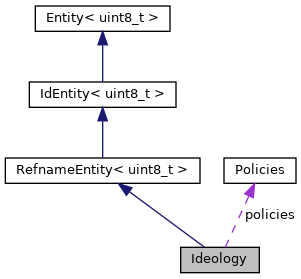 Entity< uint8_t >
IdEntity< uint8_t >
RefnameEntity< uint8_t >
Policies
policies
Ideology